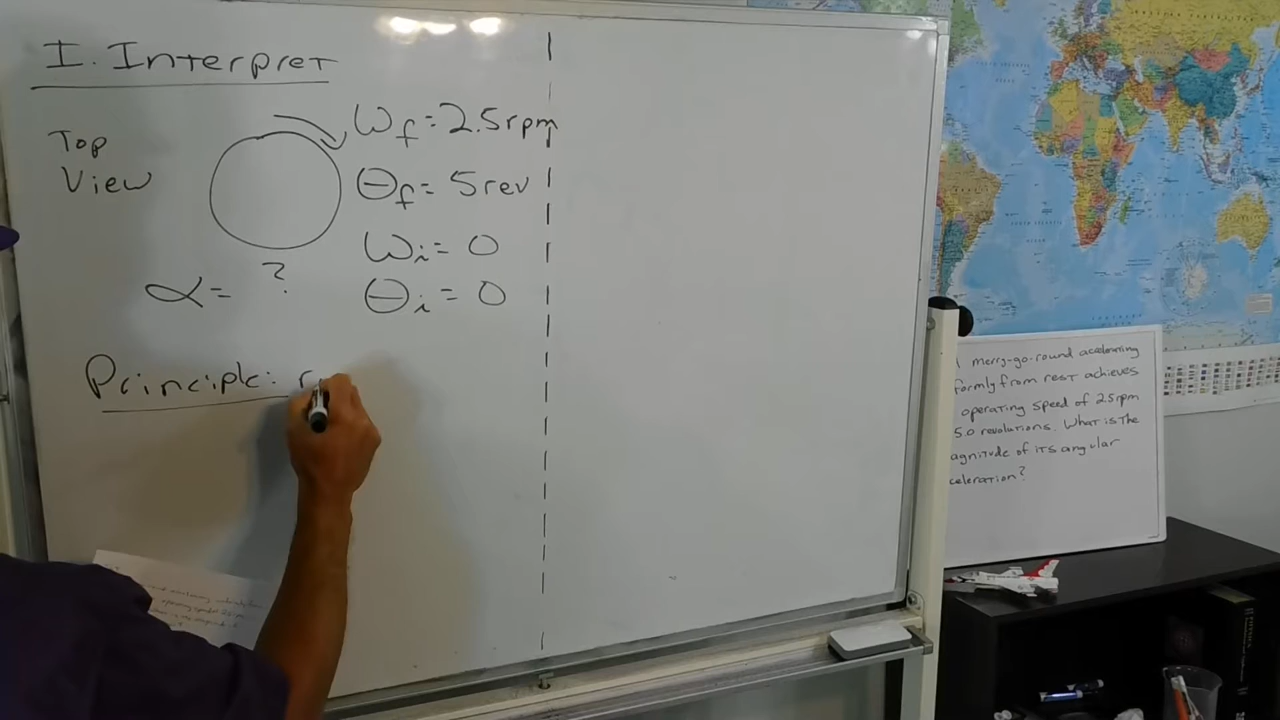 I. Interpret
Top
View
ωf = 2.5 rpm
θf = 5 rev
ωi = 0
θi = 0
α = ?
Principle: r
merry-go-round accelerating
formly from rest achieves
operating speed of 2.5 rpm
5.0 revolutions. What is the
agnitude of its angular
celeration?